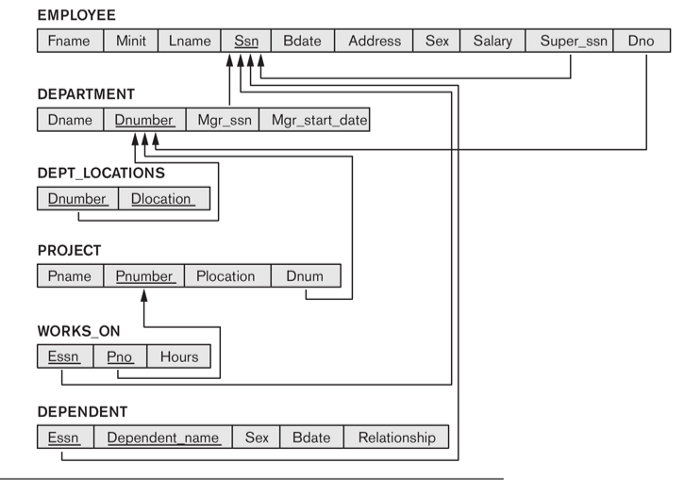 EMPLOYEE
Fname Minit Lname Ssn Bdate Address Sex Salary Super_ssn Dno
DEPARTMENT
Dname Dnumber Mgr_ssn Mgr_start_date
DEPT_LOCATIONS
Dnumber Dlocation
PROJECT
Pname Pnumber Plocation Dnum
WORKS_ON
Essn Pno Hours
DEPENDENT
Essn Dependent_name Sex Bdate Relationship